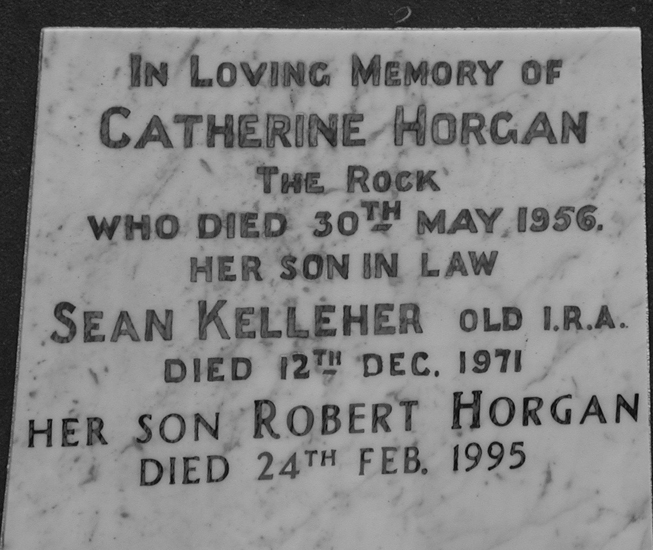 IN LOVING MEMORY OF
CATHERINE HORGAN
THE ROCK
WHO DIED 30TH MAY 1956.
HER SON IN LAW
SEAN KELLEHER OLD I.R.A.
DIED 12TH DEC. 1971
HER SON ROBERT HORGAN
DIED 24TH FEB. 1995